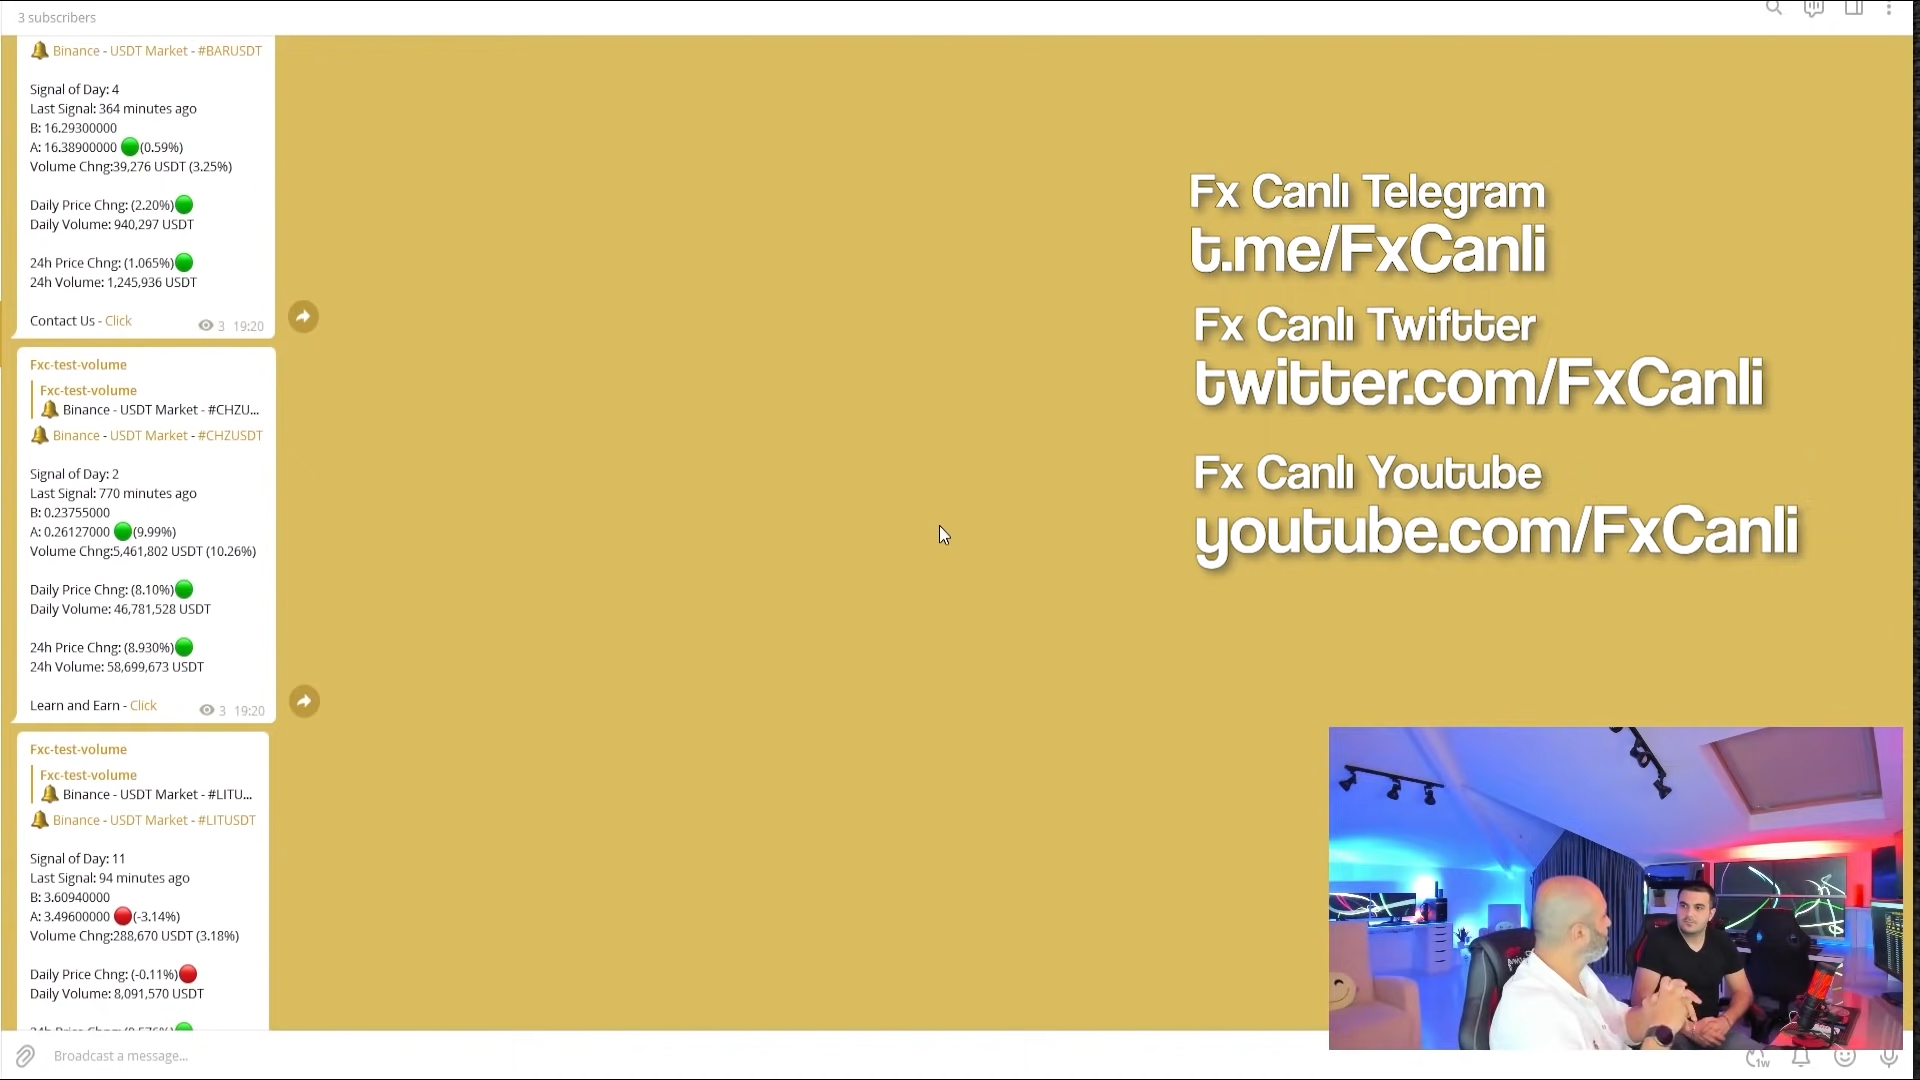 3 subscribers
Binance - USDT Market - #BARUSDT
Signal of Day: 4
Last Signal: 364 minutes ago
B: 16.29300000
A: 16.38900000 (0.59%)
Volume Chng:39,276 USDT (3.25%)
Daily Price Chng: (2.20%)
Daily Volume: 940,297 USDT
24h Price Chng: (1.065%)
24h Volume: 1,245,936 USDT
Contact Us - Click
3 19:20
Fxc-test-volume
Fxc-test-volume
Binance - USDT Market - #CHZU...
Binance - USDT Market - #CHZUSDT
Signal of Day: 2
Last Signal: 770 minutes ago
B: 0.23755000
A: 0.26127000 (9.99%)
Volume Chng:5,461,802 USDT (10.26%)
Daily Price Chng: (8.10%)
Daily Volume: 46,781,528 USDT
24h Price Chng: (8.930%)
24h Volume: 58,699,673 USDT
Learn and Earn - Click
3 19:20
Fxc-test-volume
Fxc-test-volume
Binance - USDT Market - #LITU...
Binance - USDT Market - #LITUSDT
Signal of Day: 11
Last Signal: 94 minutes ago
B: 3.60940000
A: 3.49600000 (-3.14%)
Volume Chng:288,670 USDT (3.18%)
Daily Price Chng: (-0.11%)
Daily Volume: 8,091,570 USDT
Broadcast a message...
Fx Canlı Telegram
t.me/FxCanli
Fx Canlı Twiftter
twitter.com/FxCanli
Fx Canlı Youtube
youtube.com/FxCanli
1w